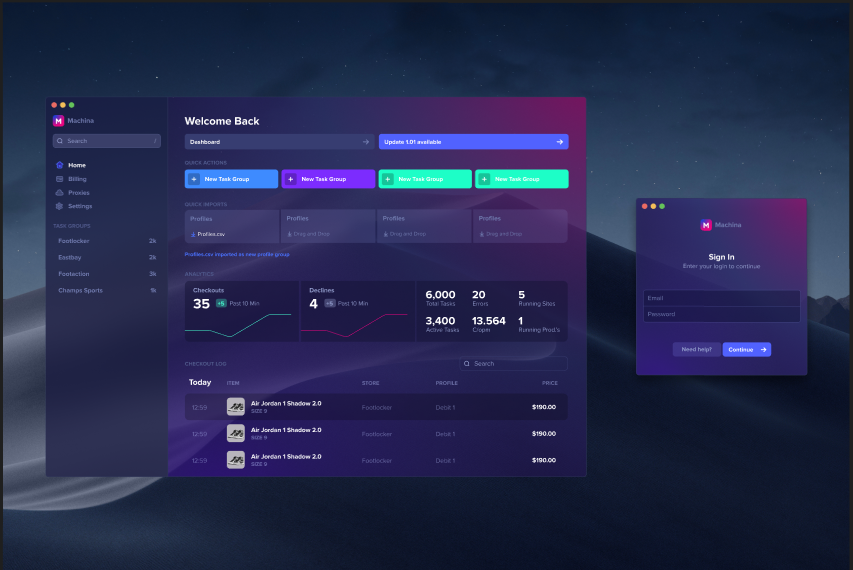 Machina
Search /
Home
Billing
Proxies
Settings
TASK GROUPS
Footlocker 2k
Eastbay 2k
Footaction 3k
Champs Sports 1k
Welcome Back
Dashboard
Update 1.01 available
QUICK ACTIONS
+ New Task Group
+ New Task Group
+ New Task Group
+ New Task Group
QUICK IMPORTS
Profiles
Profiles.csv
Profiles
Drag and Drop
Profiles
Drag and Drop
Profiles
Drag and Drop
Profiles.csv imported as new profile group
ANALYTICS
Checkouts
35 +5 Past 10 Min
Declines
4 +5 Past 10 Min
6,000 20 5
Total Tasks Errors Running Sites
3,400 13.564 1
Active Tasks Running Prod.'s
CHECKOUT LOG
Search
Today ITEM STORE PROFILE PRICE
12:59 Air Jordan 1 Shadow 2.0 Footlocker Debit 1 $190.00
SIZE 9
12:59 Air Jordan 1 Shadow 2.0 Footlocker Debit 1 $190.00
SIZE 9
12:59 Air Jordan 1 Shadow 2.0 Footlocker Debit 1 $190.00
SIZE 9
M Machina
Sign In
Enter your login to continue
Email
Password
Need help?
Continue